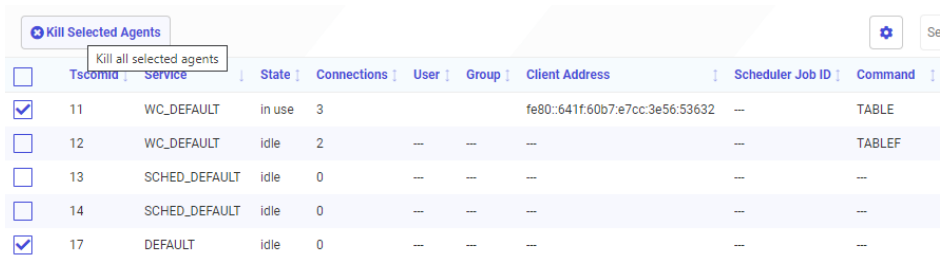 Kill Selected Agents
Se
Kill all selected agents
TscomId Service State Connections User Group Client Address Scheduler Job ID Command
11 WC_DEFAULT in use 3 fe80::641f:60b7:e7cc:3e56:53632 --- TABLE
12 WC_DEFAULT idle 2 --- --- --- --- TABLEF
13 SCHED_DEFAULT idle 0 --- --- --- --- ---
14 SCHED_DEFAULT idle 0 --- --- --- --- ---
17 DEFAULT idle 0 --- --- --- --- ---